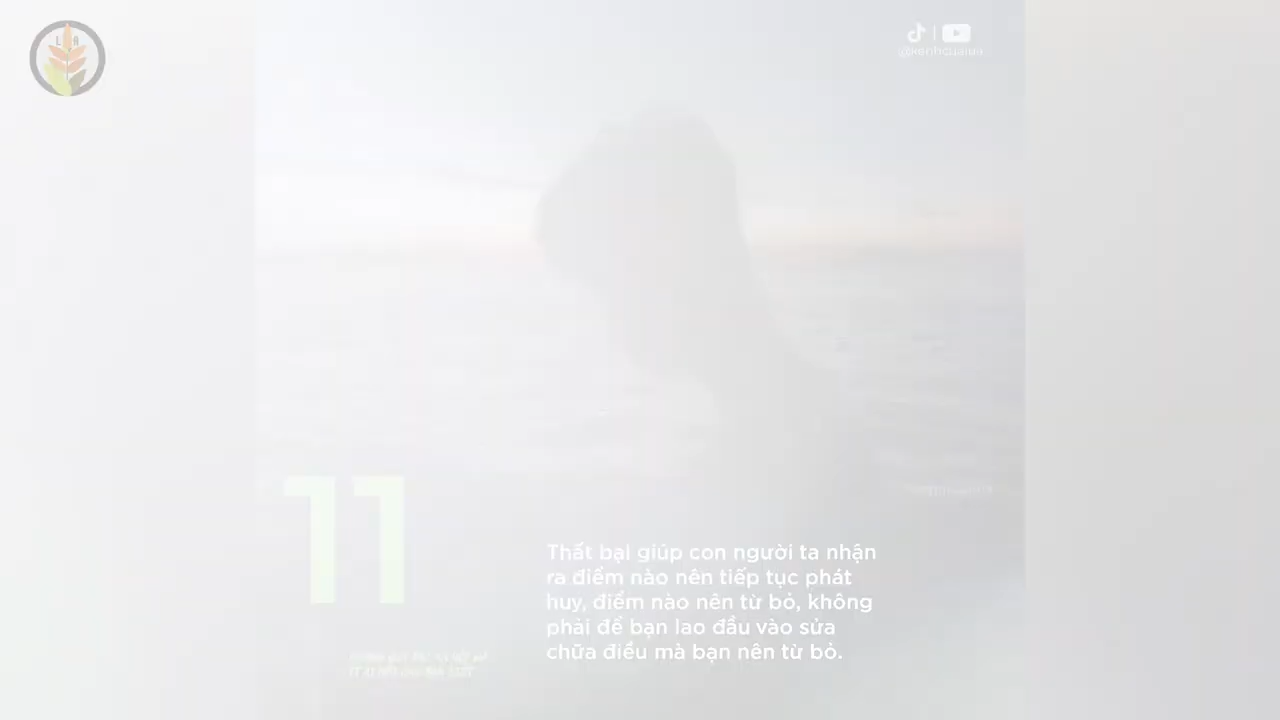 L A
@kenhcualua
11
Thất bại giúp con người ta nhận
ra điểm nào nên tiếp tục phát
huy, điểm nào nên từ bỏ, không
phải để bạn lao đầu vào sửa
chữa điều mà bạn nên từ bỏ.